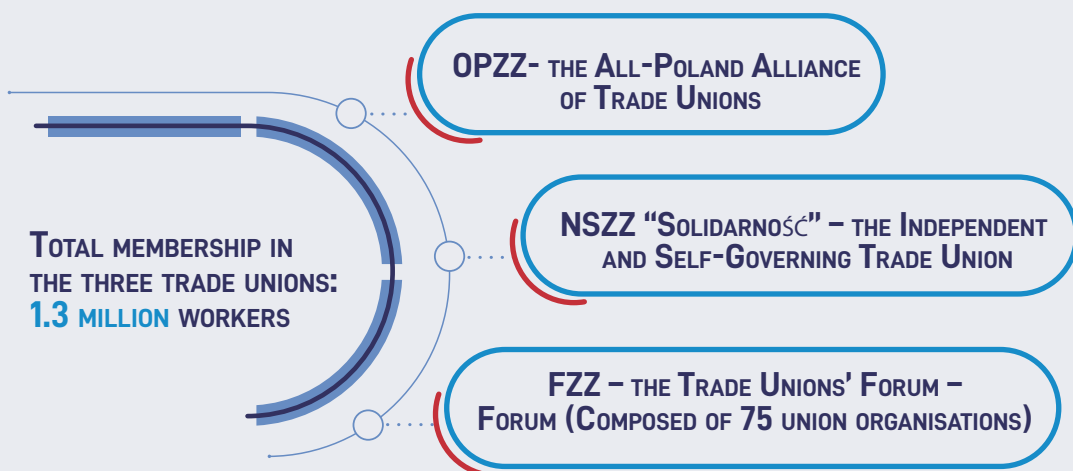 OPZZ- the All-Poland Alliance
of Trade Unions
NSZZ “Solidarność” – the Independent
and Self-Governing Trade Union
Total membership in
the three trade unions:
1.3 million workers
FZZ – the Trade Unions’ Forum –
Forum (Composed of 75 union organisations)